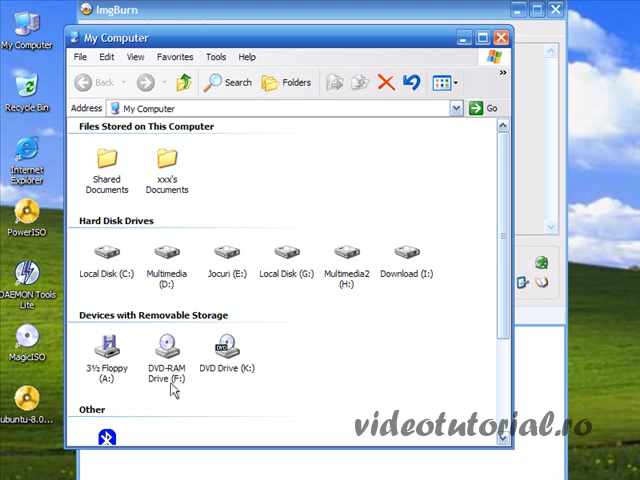 ImgBurn
My Computer
My Computer
File Edit View Favorites Tools Help
Back Search Folders
Address My Computer Go
Files Stored on This Computer
Shared Documents
xxx's Documents
Hard Disk Drives
Local Disk (C:)
Multimedia (D:)
Jocuri (E:)
Local Disk (G:)
Multimedia2 (H:)
Download (I:)
Devices with Removable Storage
3½ Floppy (A:)
DVD-RAM Drive (F:)
DVD
DVD Drive (K:)
Other
Recycle Bin
Internet Explorer
PowerISO
DAEMON Tools Lite
MagicISO
ubuntu-8.0...
videotutorial.ro